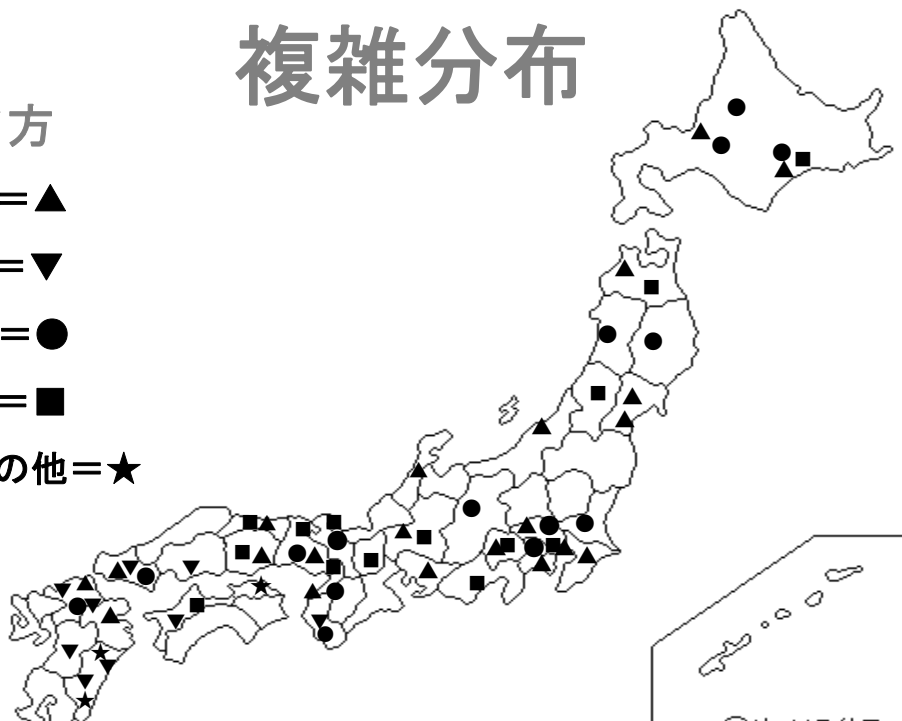 複雑分布
方
=▲
=▼
=●
=■
の他=★